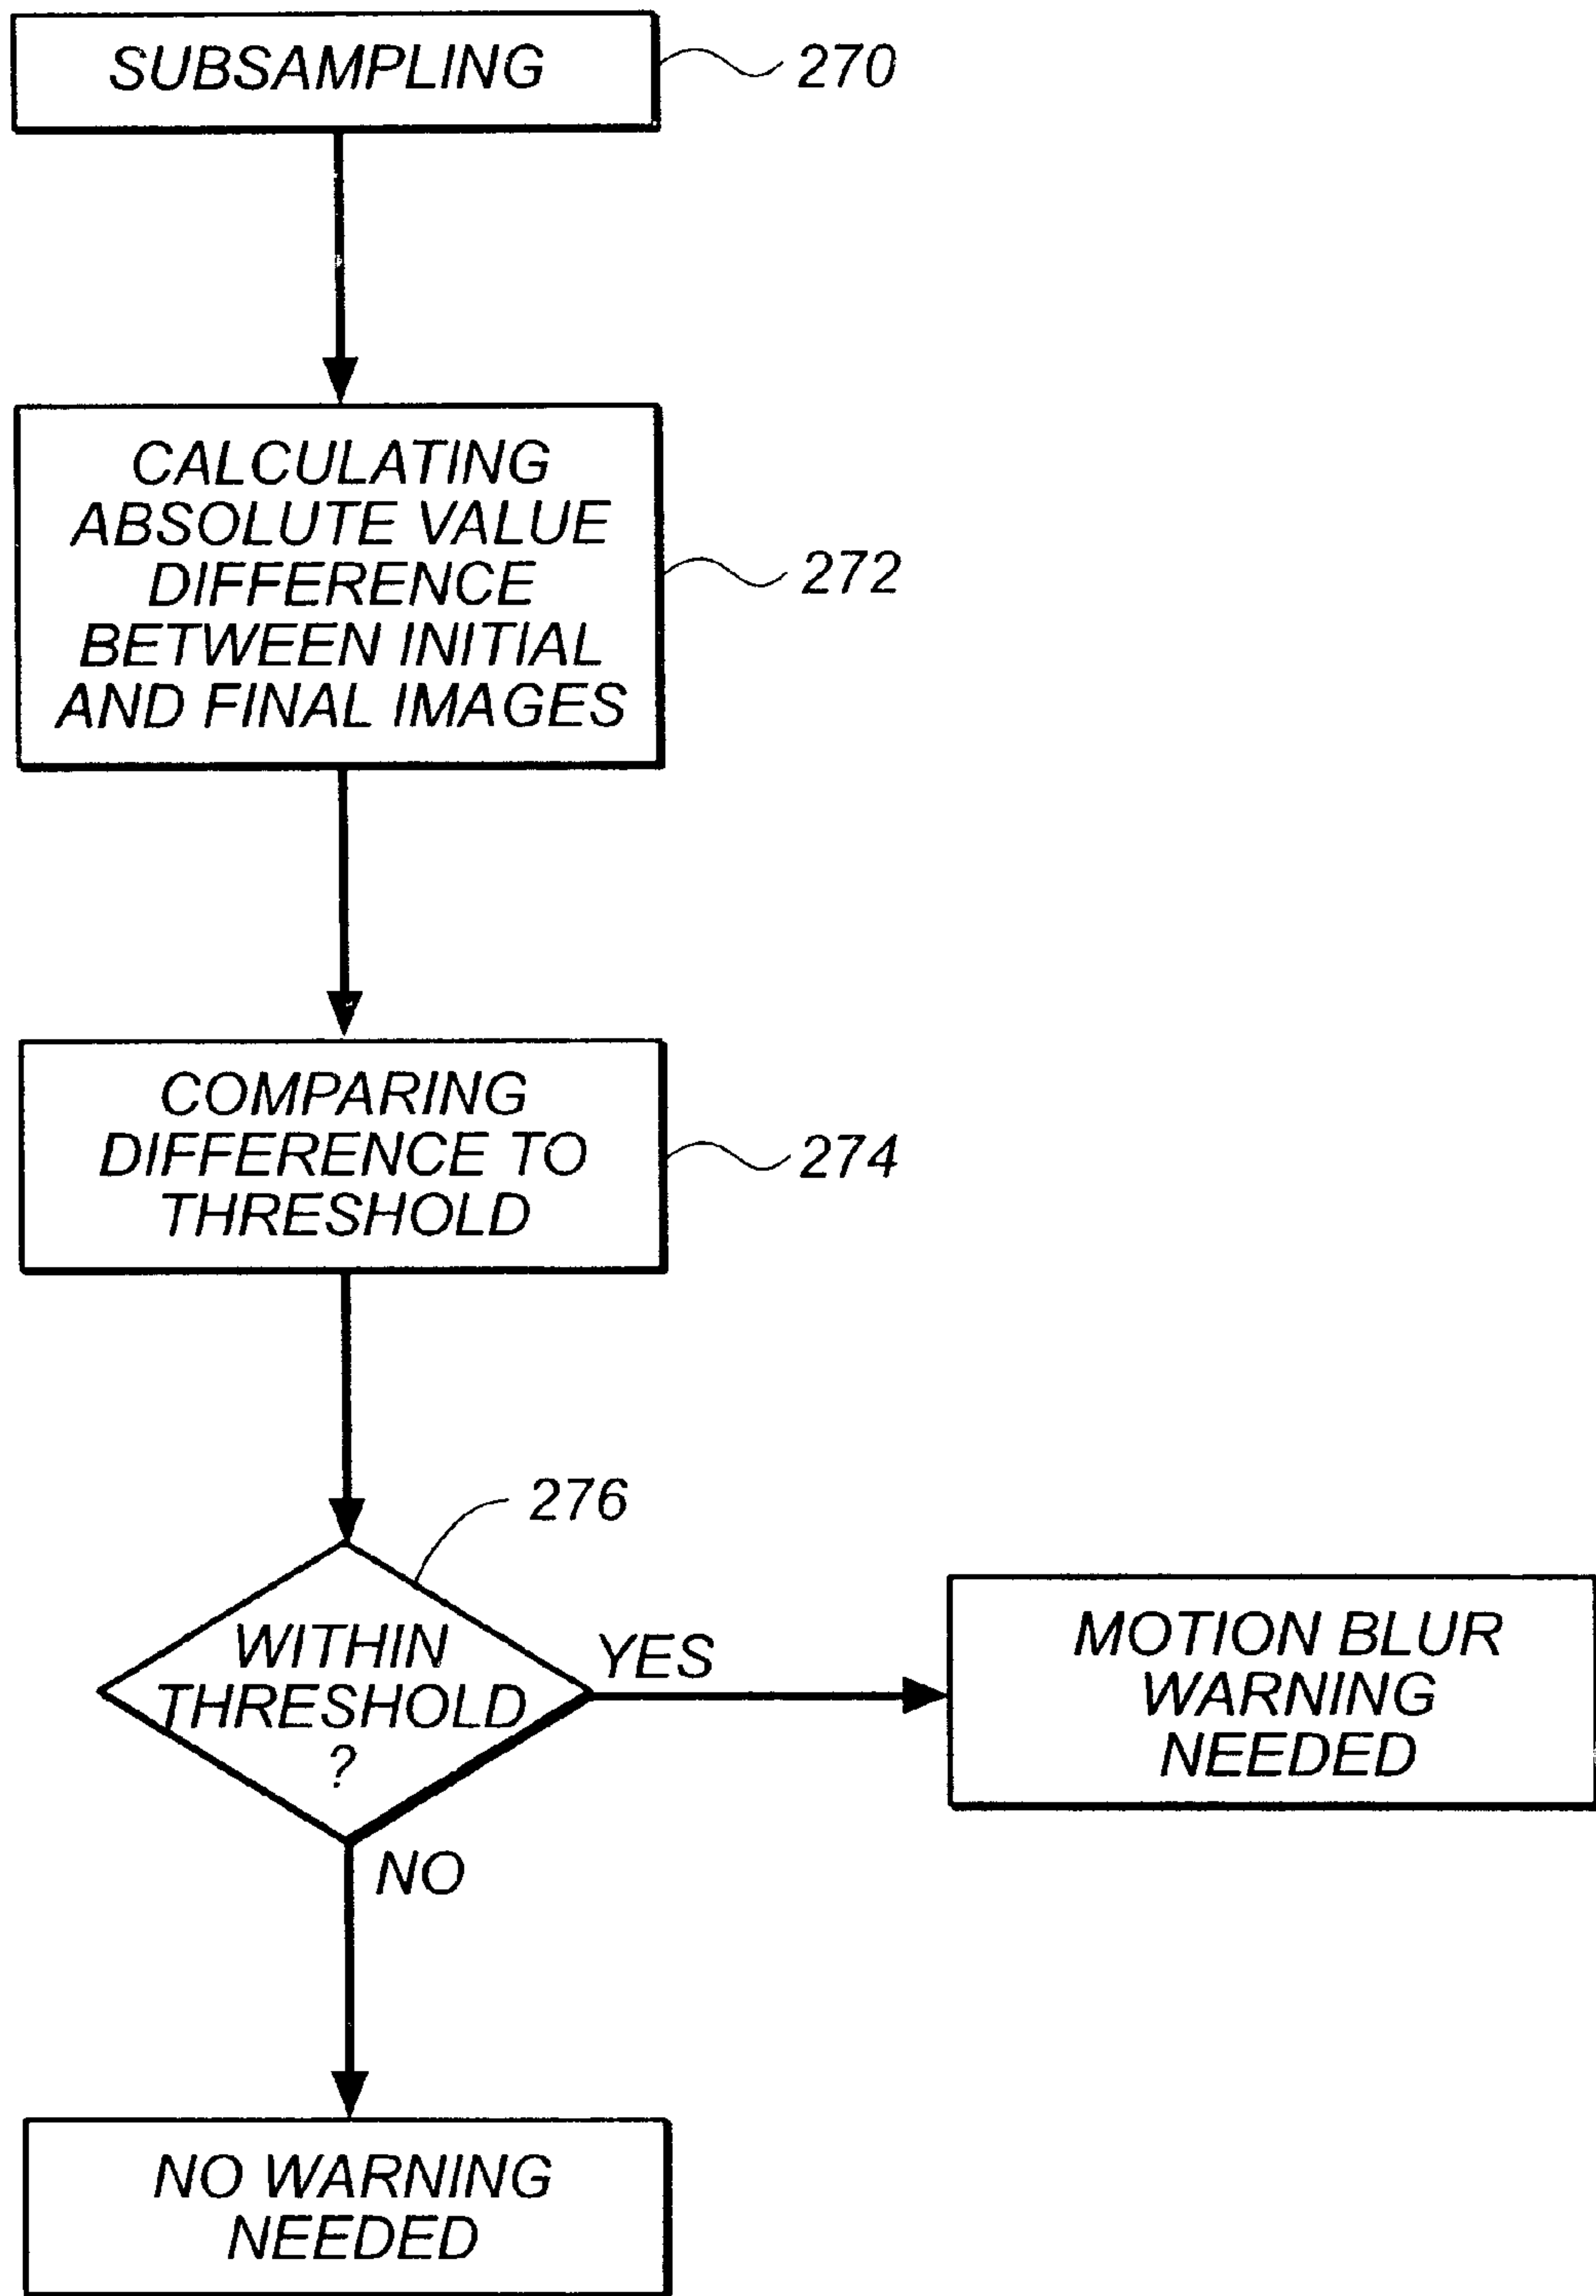 SUBSAMPLING
270
CALCULATING
ABSOLUTE VALUE
DIFFERENCE
BETWEEN INITIAL
AND FINAL IMAGES
272
COMPARING
DIFFERENCE TO
THRESHOLD
274
276
WITHIN
THRESHOLD
?
YES
MOTION BLUR
WARNING
NEEDED
NO
NO WARNING
NEEDED